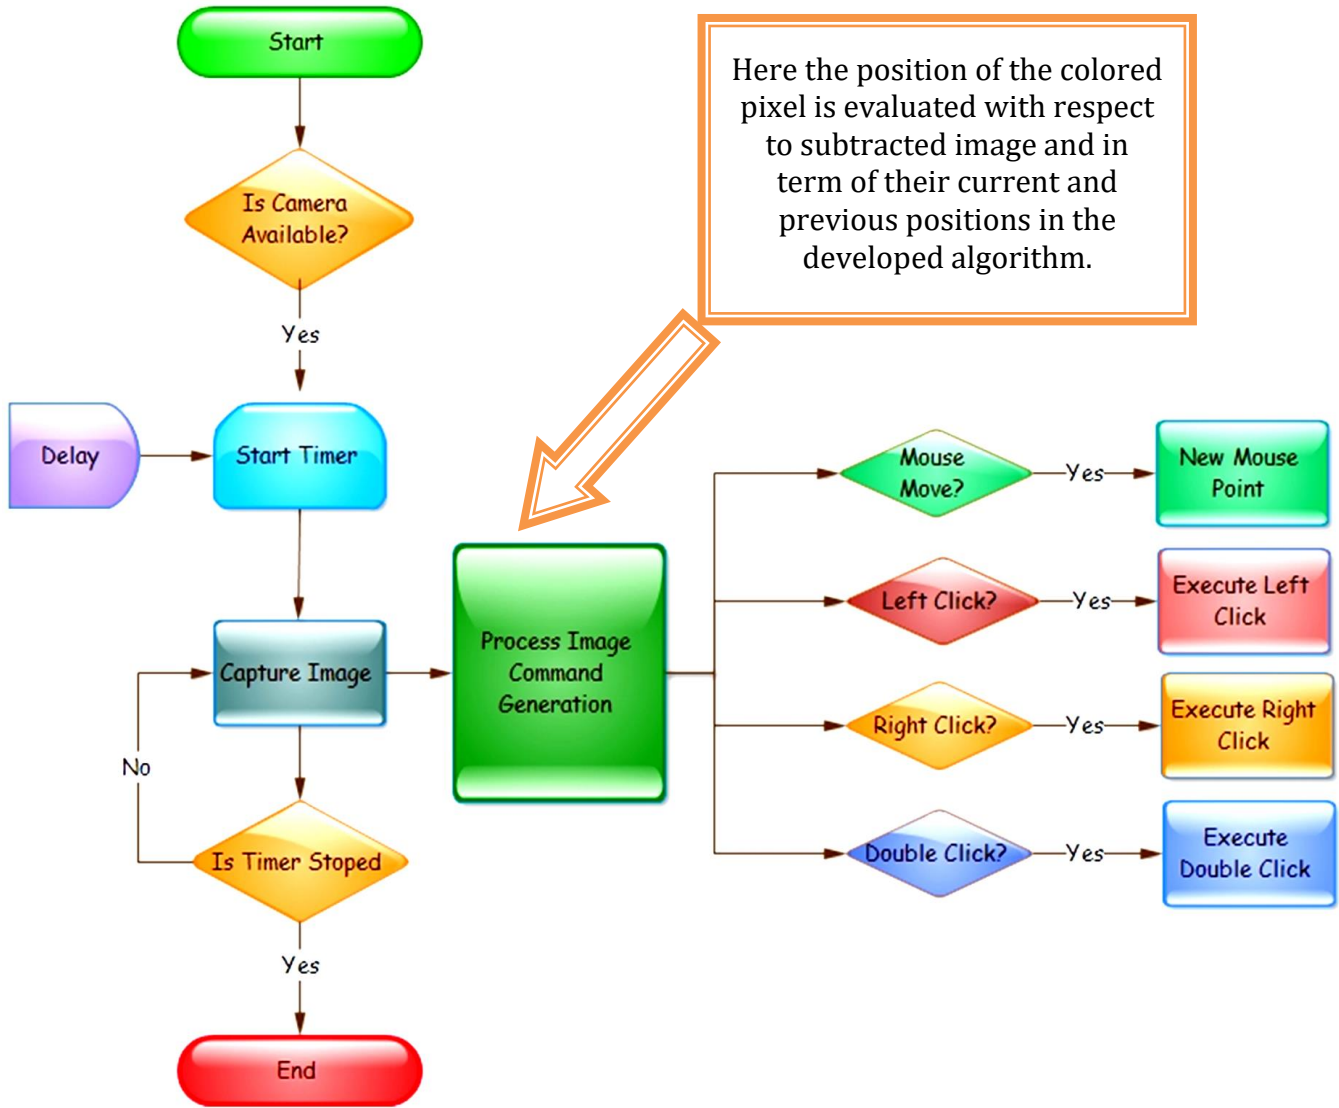 Start
Here the position of the colored
pixel is evaluated with respect
to subtracted image and in
term of their current and
previous positions in the
developed algorithm.
Is Camera
Available?
Yes
Delay
Start Timer
Capture Image
No
Is Timer Stoped
Yes
End
Process Image
Command
Generation
Mouse
Move?
Yes
New Mouse
Point
Left Click?
Yes
Execute Left
Click
Right Click?
Yes
Execute Right
Click
Double Click?
Yes
Execute
Double Click